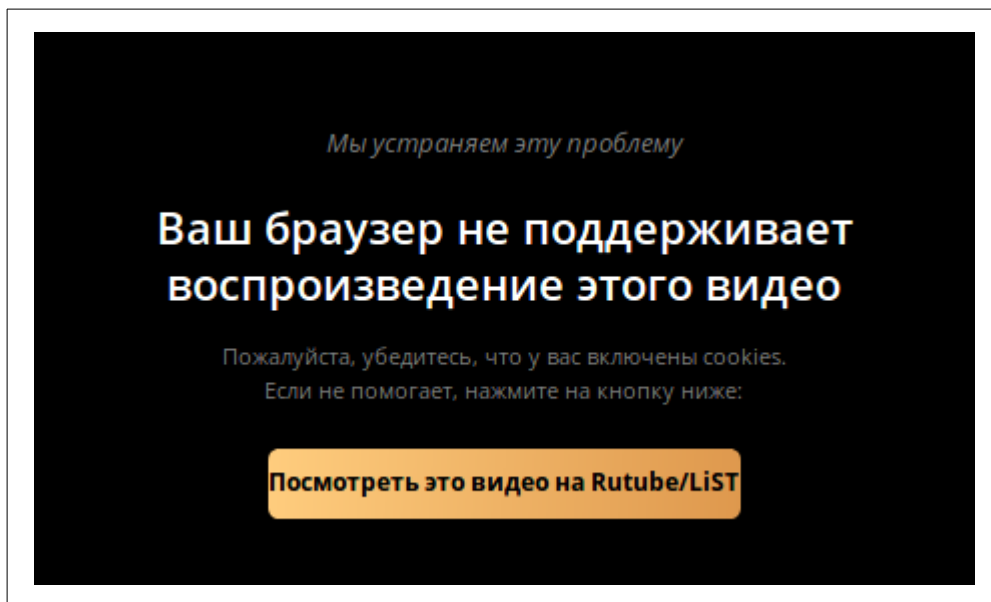 Мы устраняем эту проблему
Ваш браузер не поддерживает
воспроизведение этого видео
Пожалуйста, убедитесь, что у вас включены cookies.
Если не помогает, нажмите на кнопку ниже:
Посмотреть это видео на Rutube/LiST